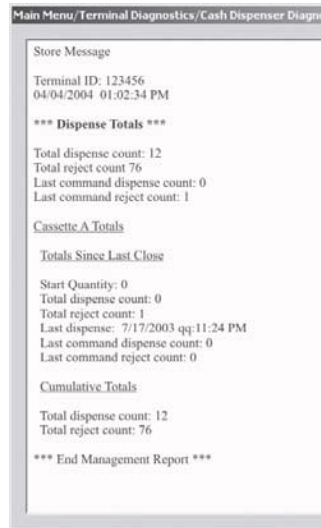 Main Menu/Terminal Diagnostics/Cash Dispenser Diagno
Store Message
Terminal ID: 123456
04/04/2004 01:02:34 PM
*** Dispense Totals ***
Total dispense count: 12
Total reject count 76
Last command dispense count: 0
Last command reject count: 1
Cassette A Totals
Totals Since Last Close
Start Quantity: 0
Total dispense count: 0
Total reject count: 1
Last dispense: 7/17/2003 qq:11:24 PM
Last command dispense count: 0
Last command reject count: 0
Cumulative Totals
Total dispense count: 12
Total reject count: 76
*** End Management Report ***